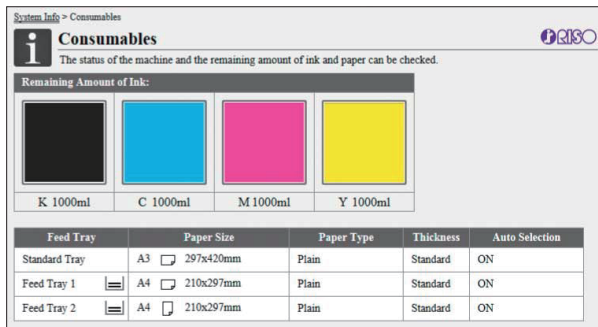 System Info > Consumables
i
Consumables
RISO
The status of the machine and the remaining amount of ink and paper can be checked.
Remaining Amount of Ink:
K 1000ml C 1000ml M 1000ml Y 1000ml
Feed Tray Paper Size Paper Type Thickness Auto Selection
Standard Tray A3 297x420mm Plain Standard ON
Feed Tray 1 A4 210x297mm Plain Standard ON
Feed Tray 2 A4 210x297mm Plain Standard ON